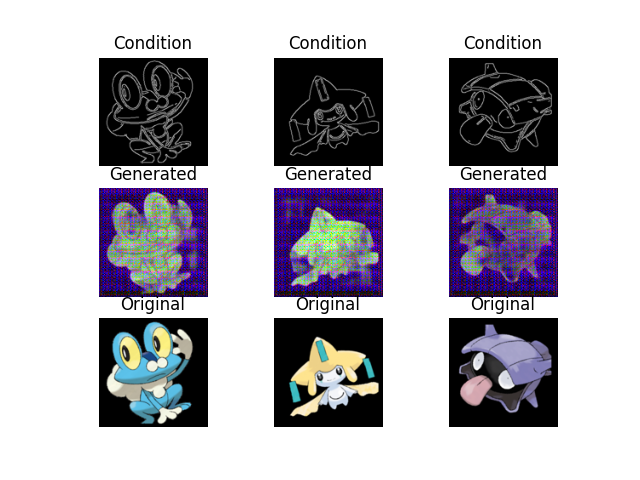 Condition Condition Condition
Generated Generated Generated
Original Original Original